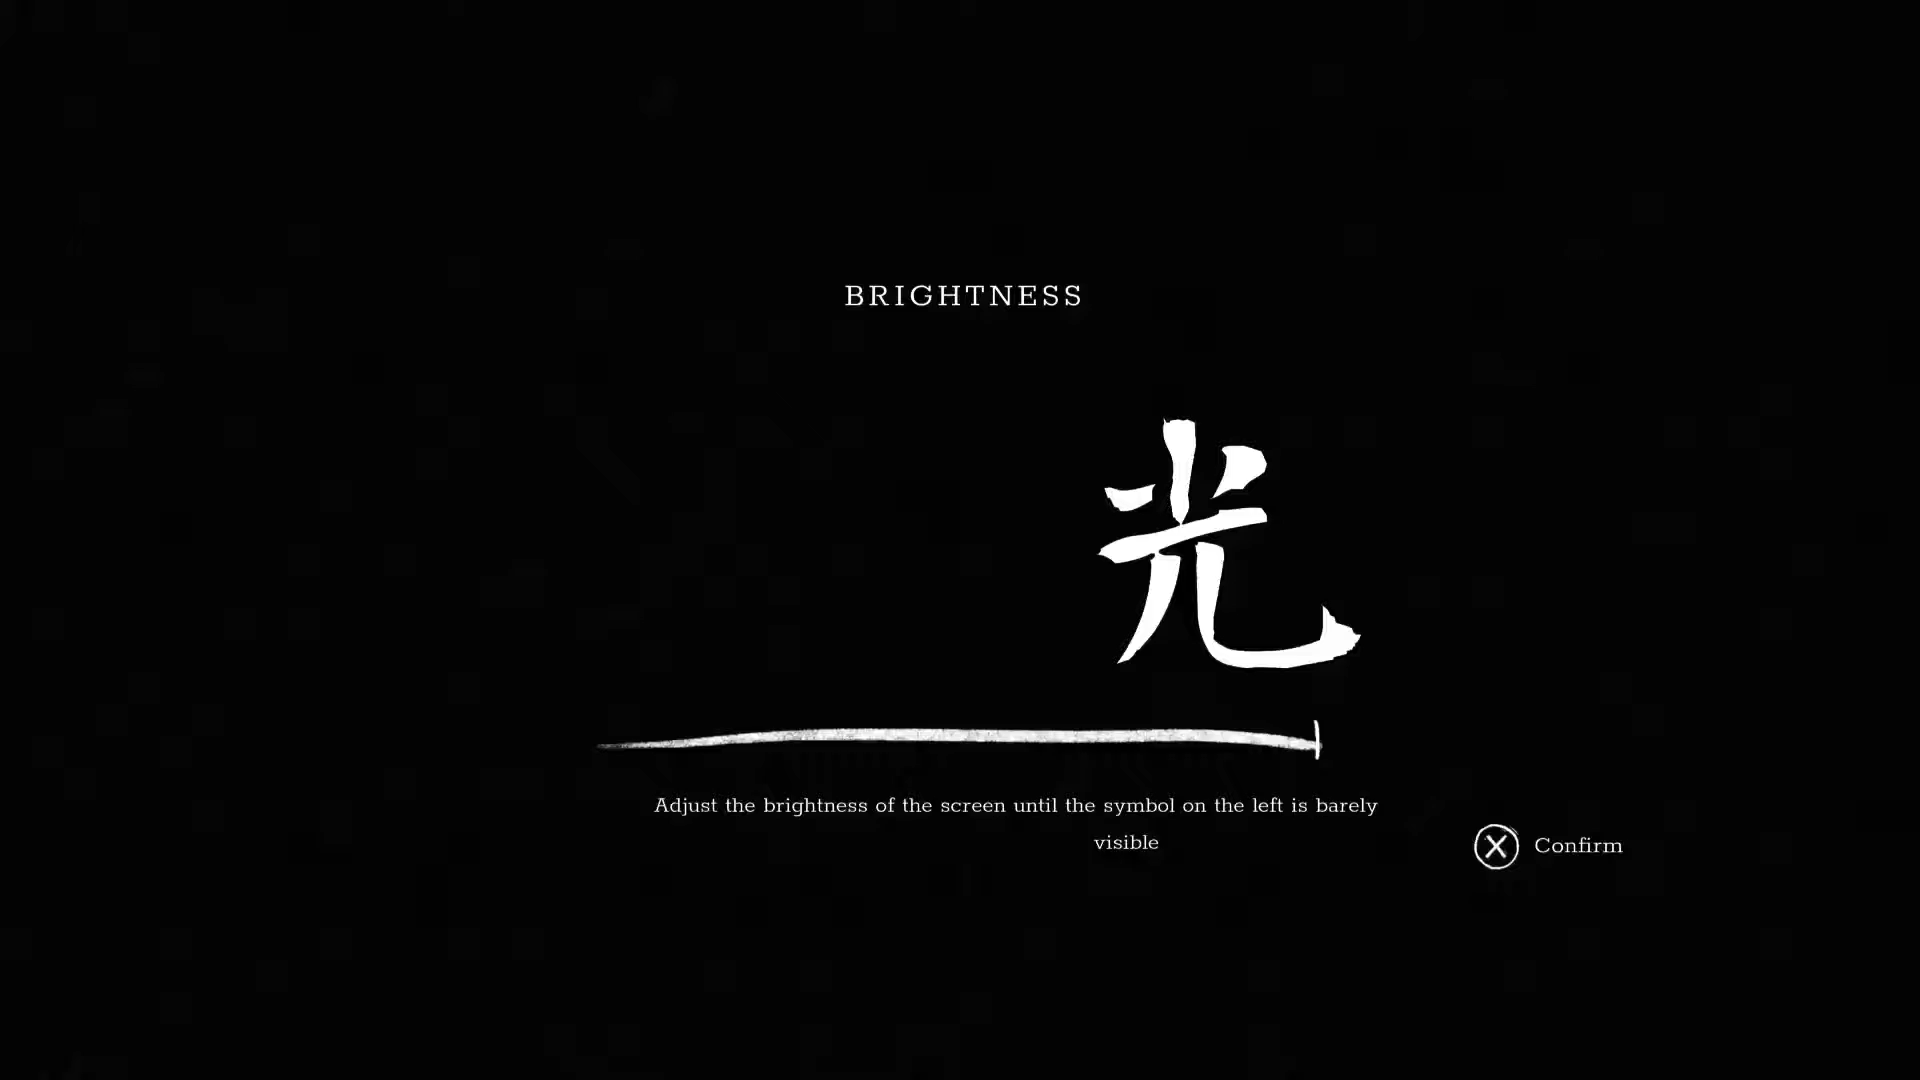 BRIGHTNESS
光
Adjust the brightness of the screen until the symbol on the left is barely
visible
Ⓧ Confirm